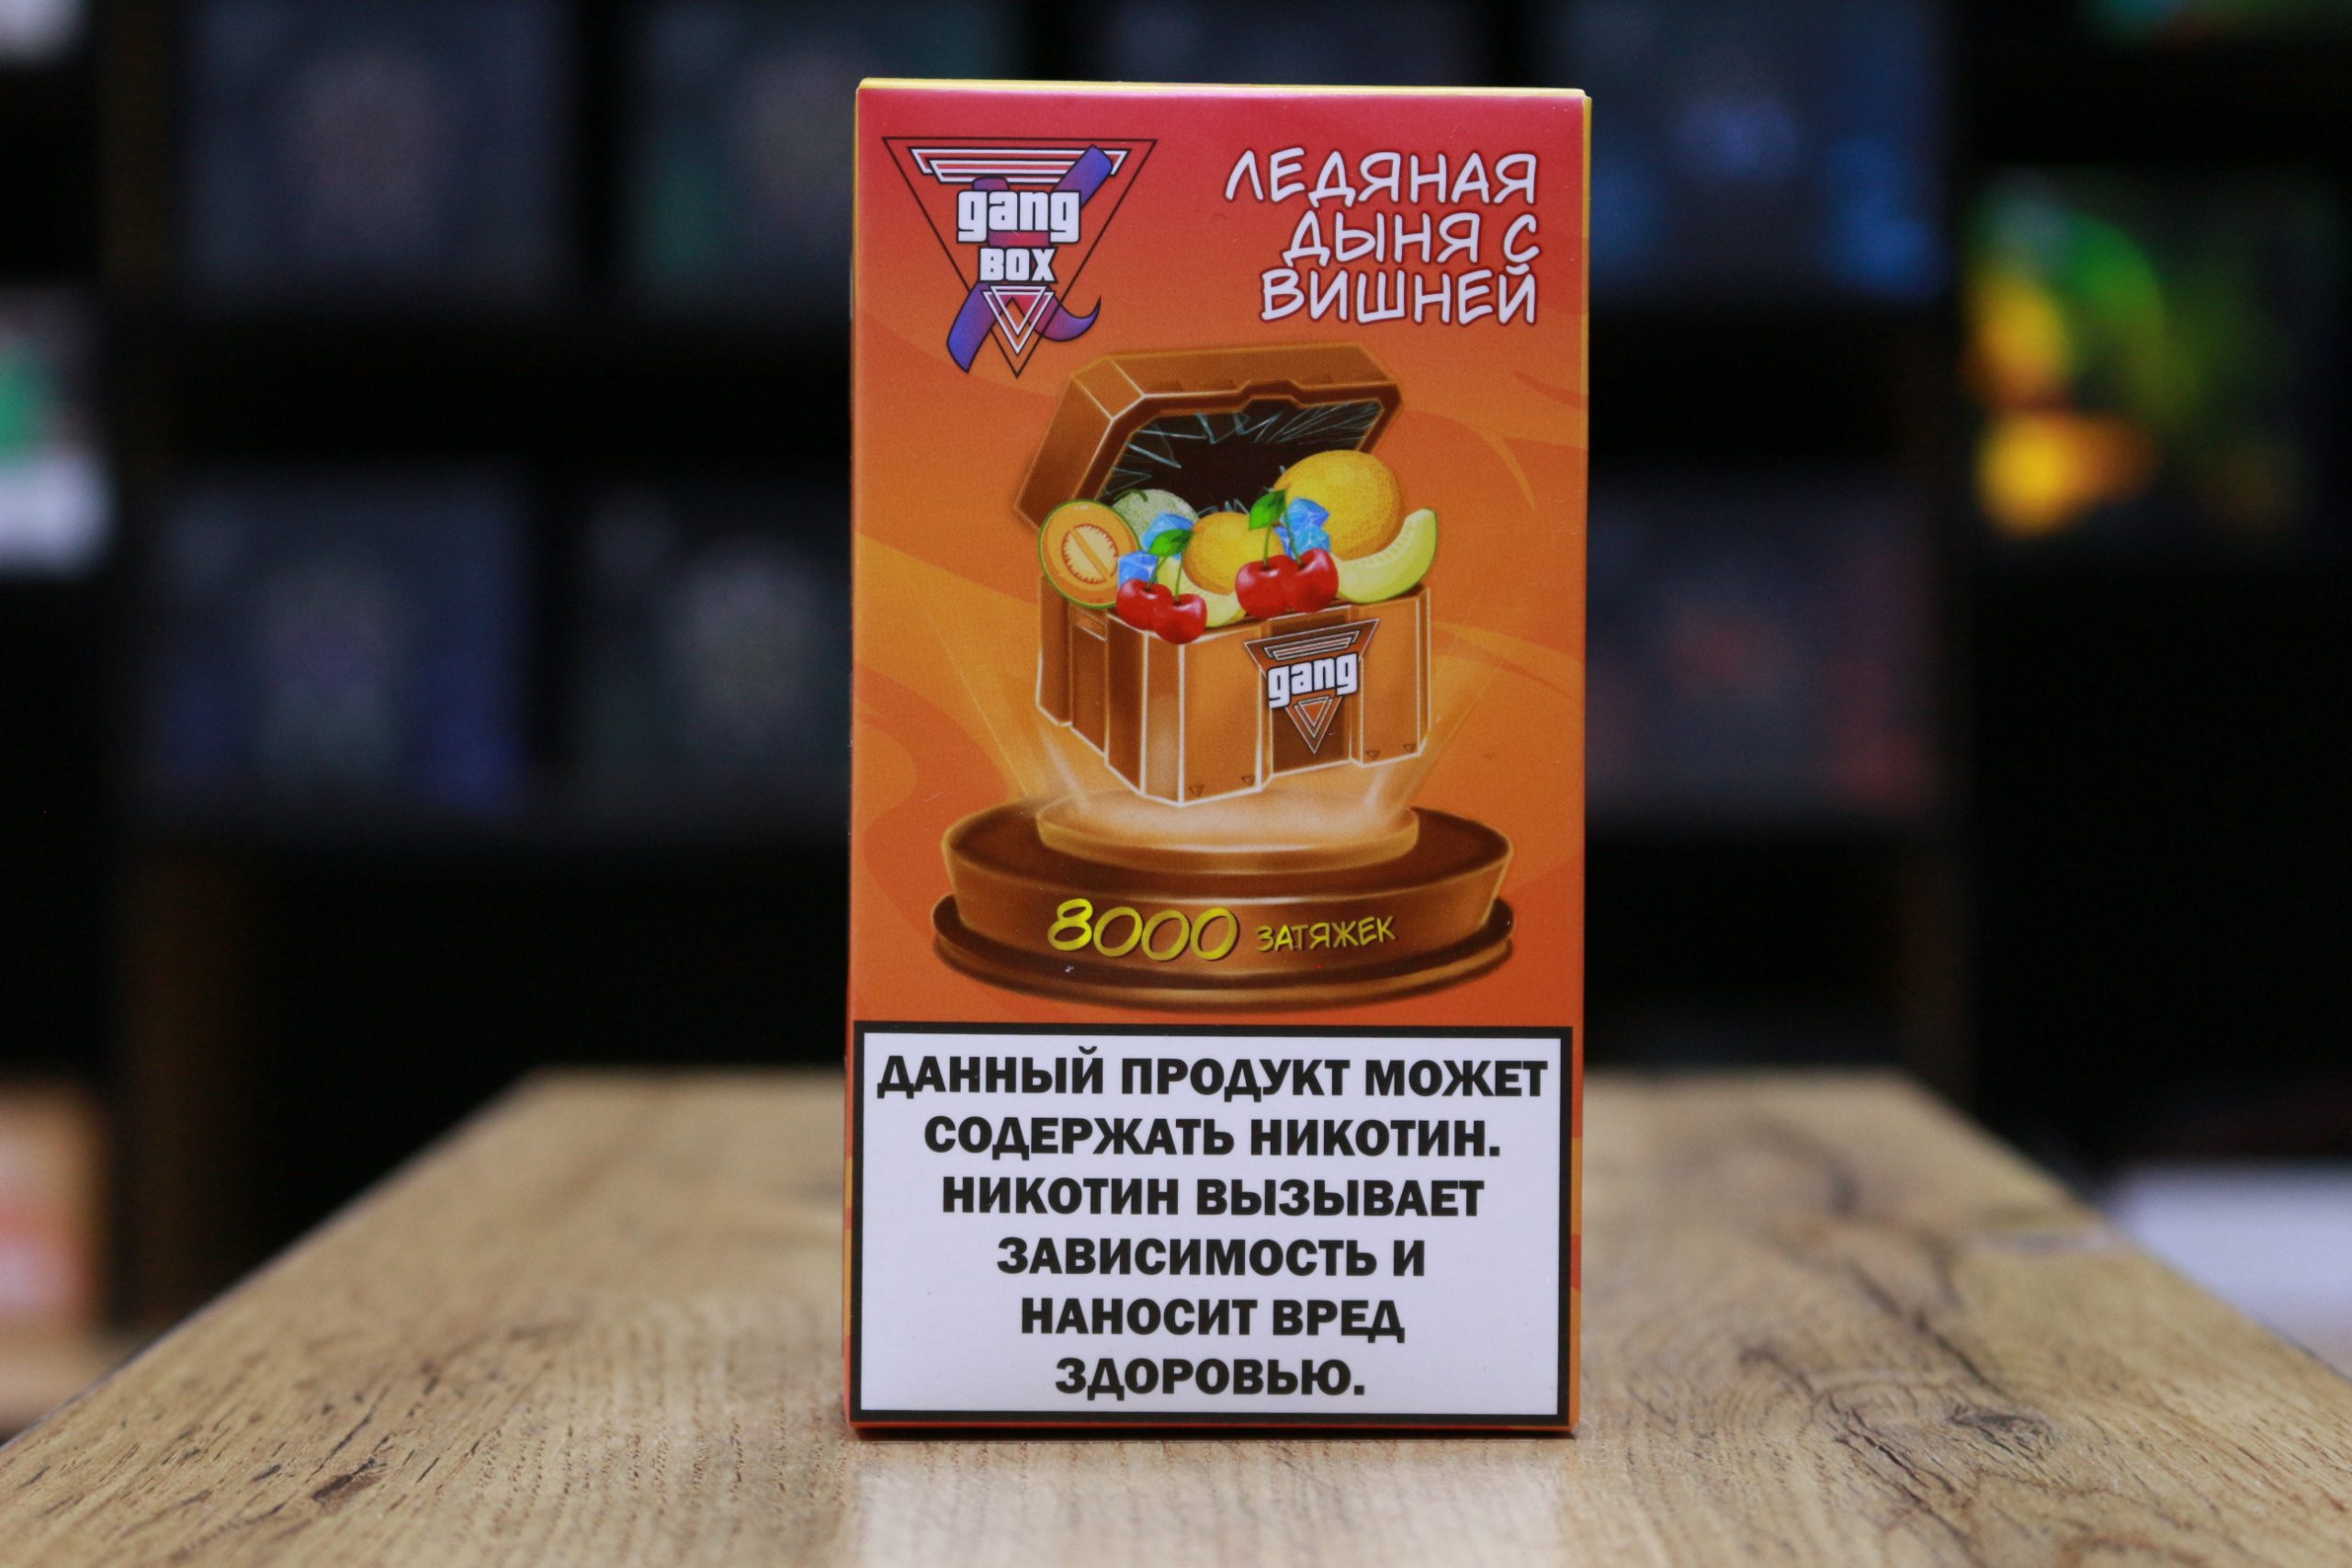 gang
BOX
ЛЕДЯНАЯ
ДЫНЯ С
ВИШНЕЙ
gang
8000 ЗАТЯЖЕК
ДАННЫЙ ПРОДУКТ МОЖЕТ
СОДЕРЖАТЬ НИКОТИН.
НИКОТИН ВЫЗЫВАЕТ
ЗАВИСИМОСТЬ И
НАНОСИТ ВРЕД
ЗДОРОВЬЮ.